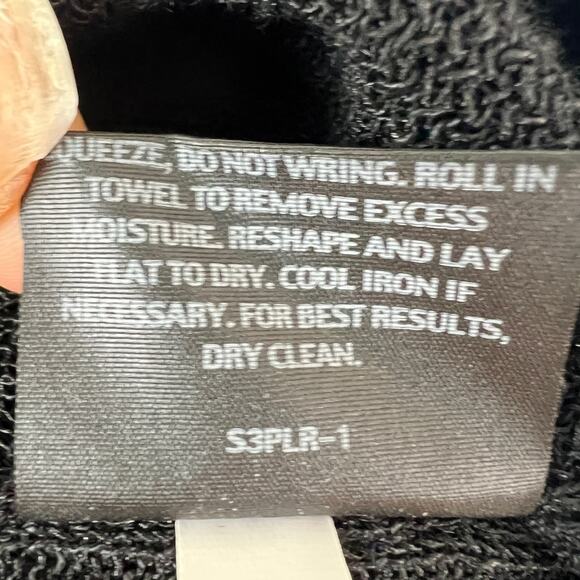 QUEEZE, DO NOT WRING. ROLL IN
TOWEL TO REMOVE EXCESS
MOISTURE. RESHAPE AND LAY
FLAT TO DRY. COOL IRON IF
NECESSARY. FOR BEST RESULTS,
DRY CLEAN.
S3PLR-1